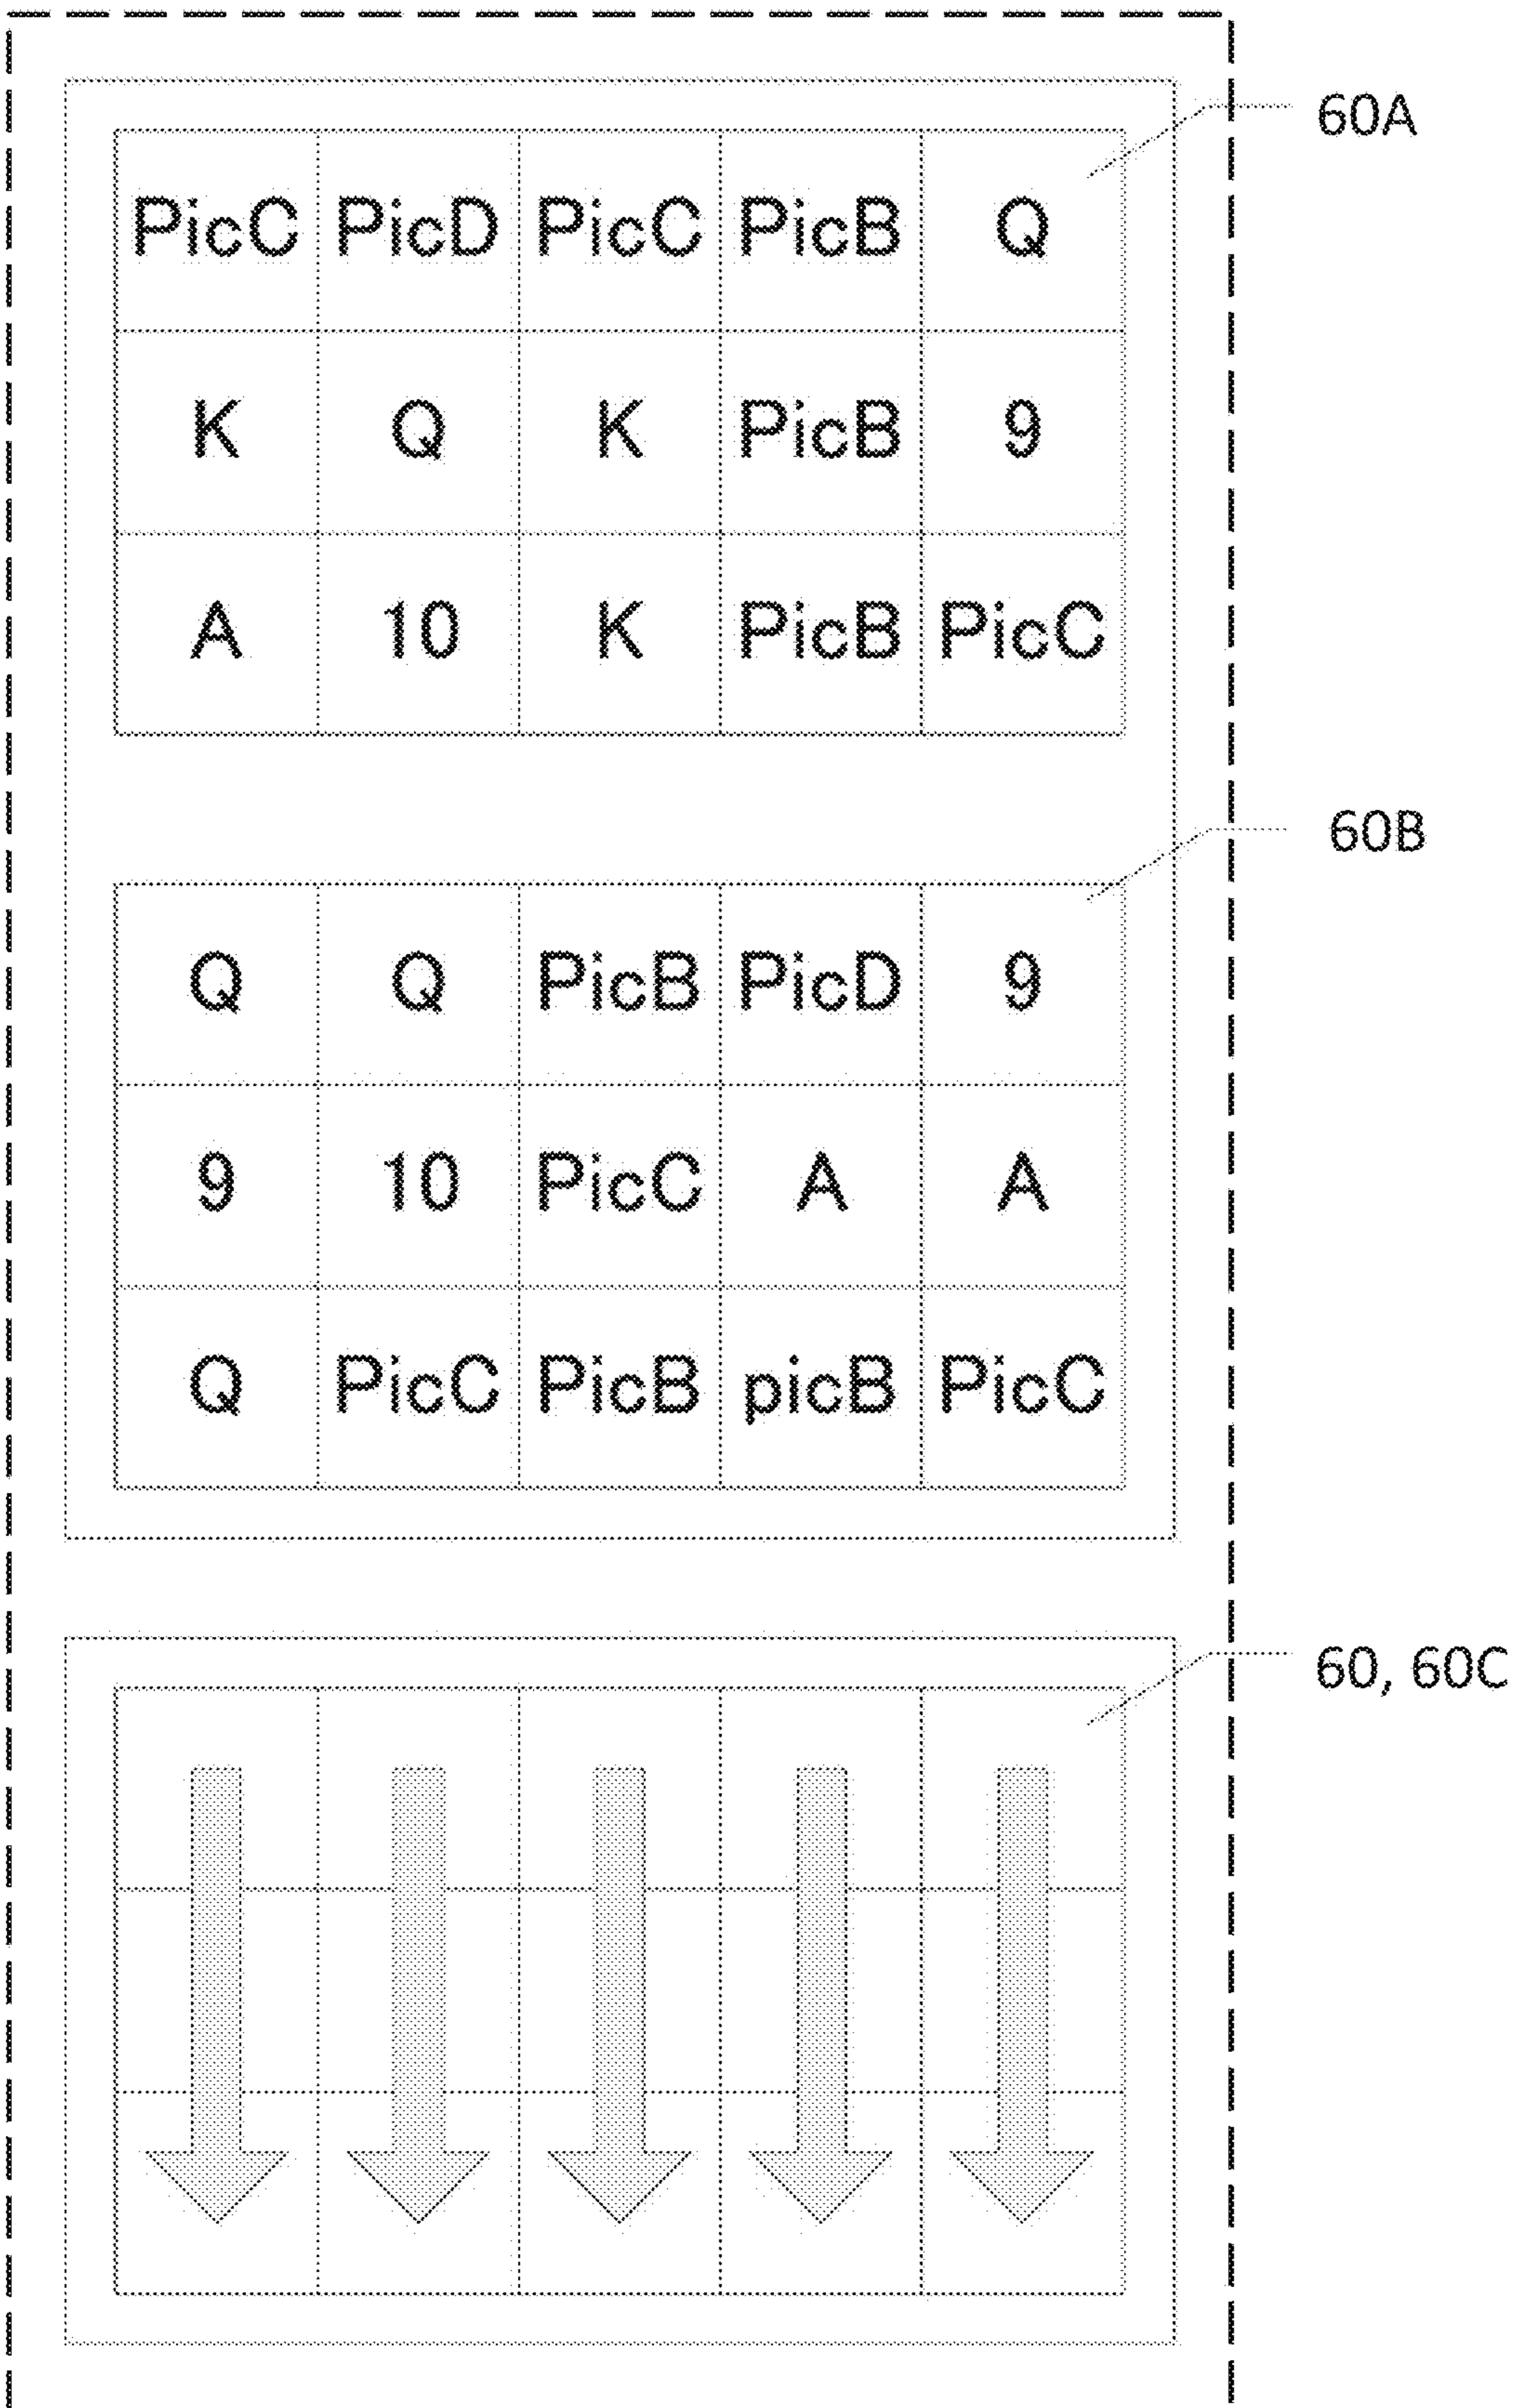 60A
PicC PicD PicC PicB Q
K Q K PicB 9
A 10 K PicB PicC
60B
Q Q PicB PicD 9
9 10 PicC A A
Q PicC PicB picB PicC
60, 60C